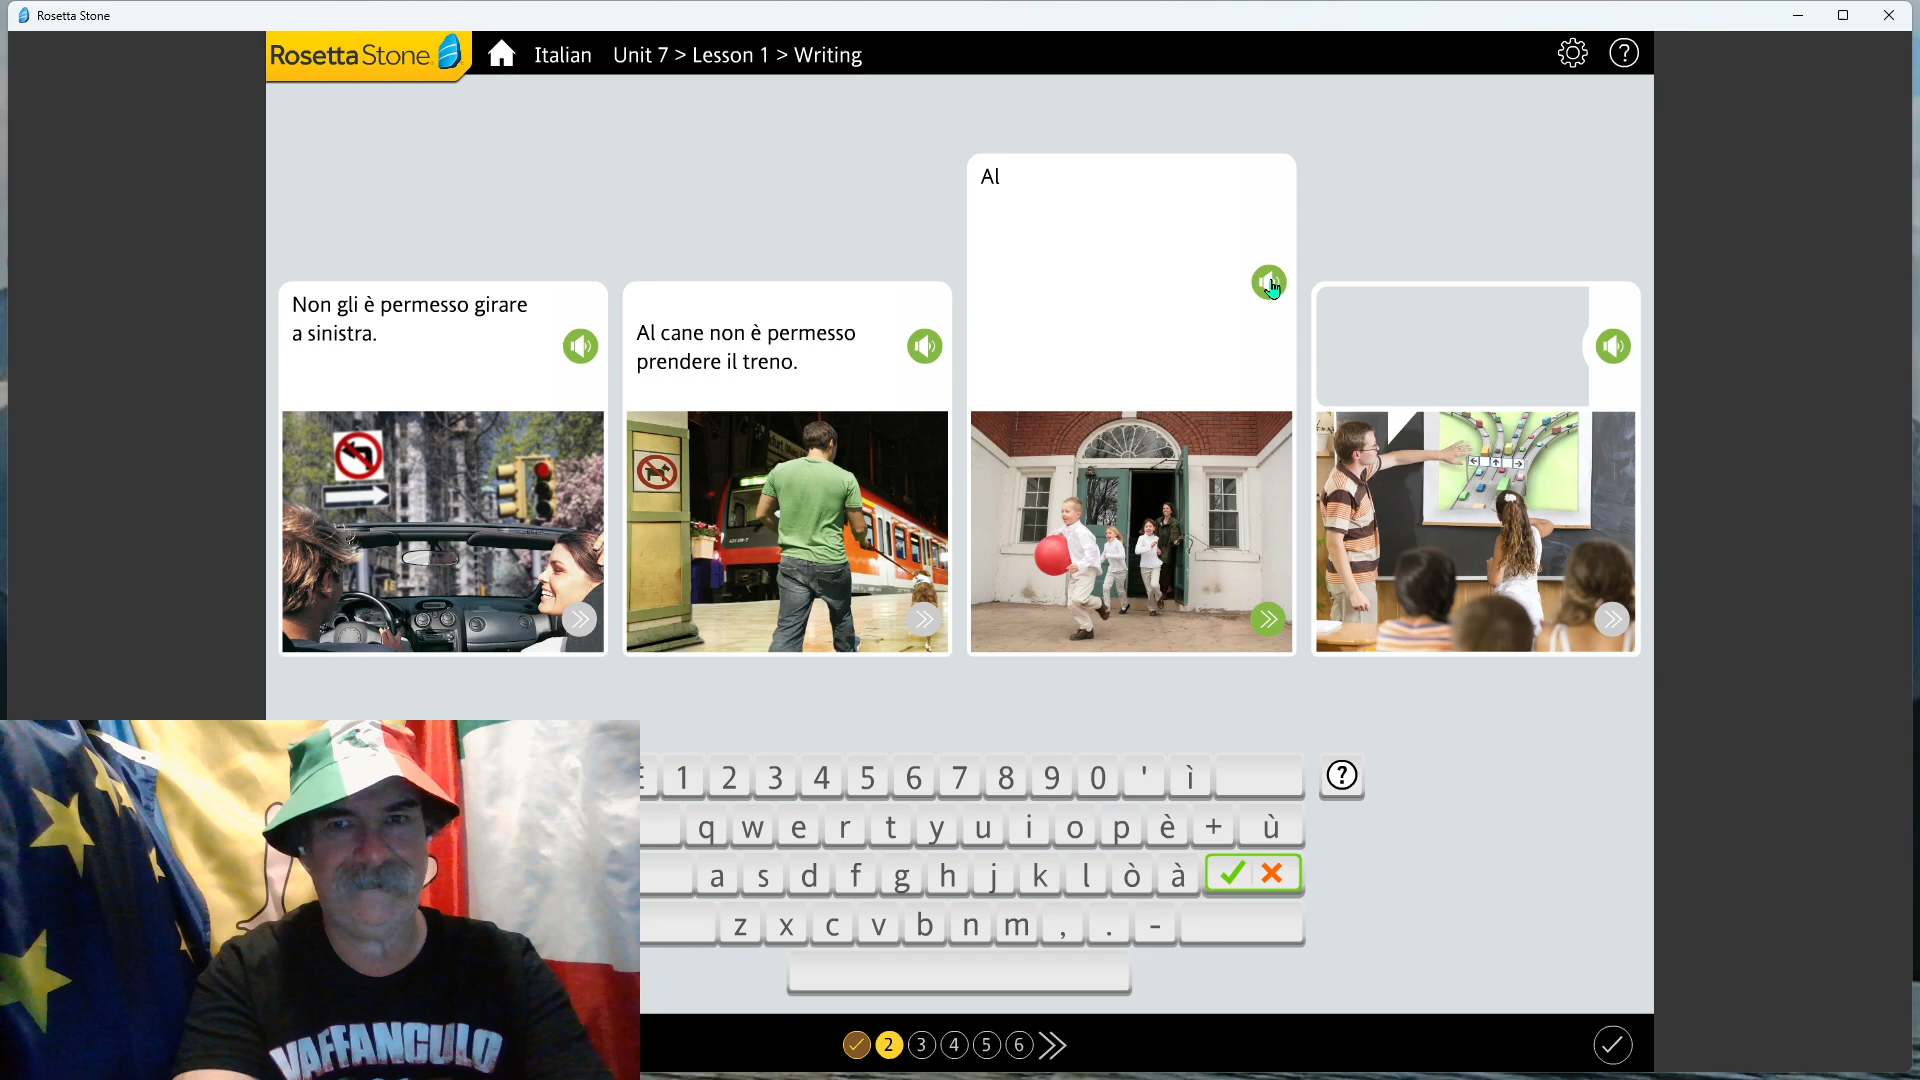 Rosetta Stone
RosettaStone
Italian Unit 7 > Lesson 1 > Writing
?
Al
Non gli è permesso girare
a sinistra.
Al cane non è permesso
prendere il treno.
1 2 3 4 5 6 7 8 9 0 ' ì
?
q w e r t y u i o p è + ù
a s d f g h j k l ò à
z x c v b n m , . -
VAFFANCULO
2 3 4 5 6